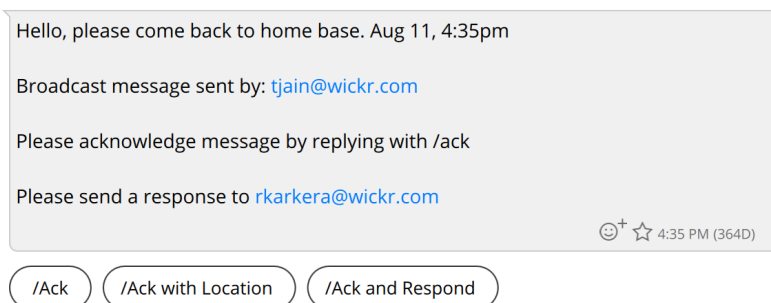 Hello, please come back to home base. Aug 11, 4:35pm
Broadcast message sent by: tjain@wickr.com
Please acknowledge message by replying with /ack
Please send a response to rkarkera@wickr.com
4:35 PM (364D)
/Ack /Ack with Location /Ack and Respond